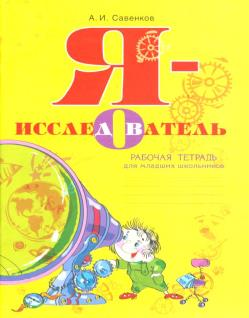 А. И. Савенков
Я-
ИССЛЕДОВАТЕЛЬ
РАБОЧАЯ ТЕТРАДЬ
для младших школьников